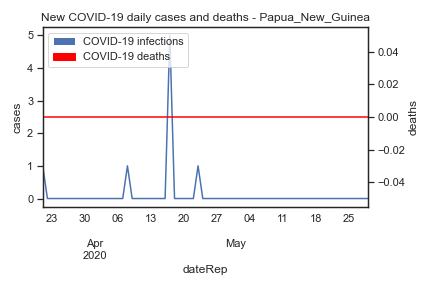 New COVID-19 daily cases and deaths - Papua_New_Guinea
COVID-19 infections
COVID-19 deaths
5
4
3
2
1
0
cases
0.04
0.02
0.00
−0.02
−0.04
deaths
23 30 06 13 20 27 04 11 18 25
Apr May
2020
dateRep